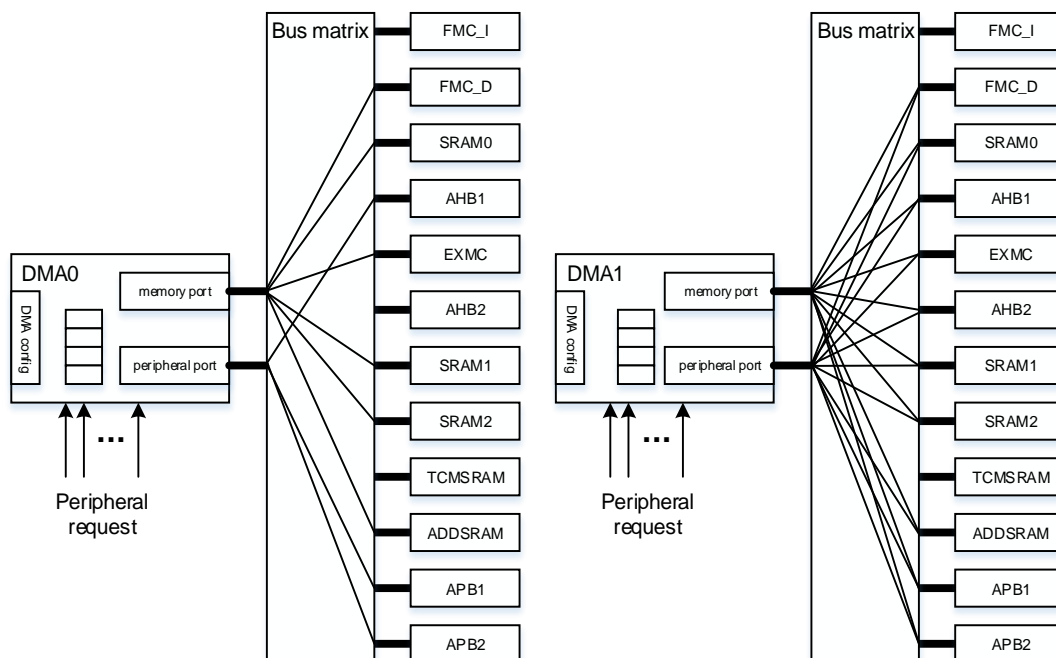 Bus matrix
FMC_I
FMC_D
SRAM0
AHB1
EXMC
AHB2
SRAM1
SRAM2
TCMSRAM
ADDSRAM
APB1
APB2
DMA0
DMA config
memory port
peripheral port
...
Peripheral
request
Bus matrix
FMC_I
FMC_D
SRAM0
AHB1
EXMC
AHB2
SRAM1
SRAM2
TCMSRAM
ADDSRAM
APB1
APB2
DMA1
DMA config
memory port
peripheral port
...
Peripheral
request